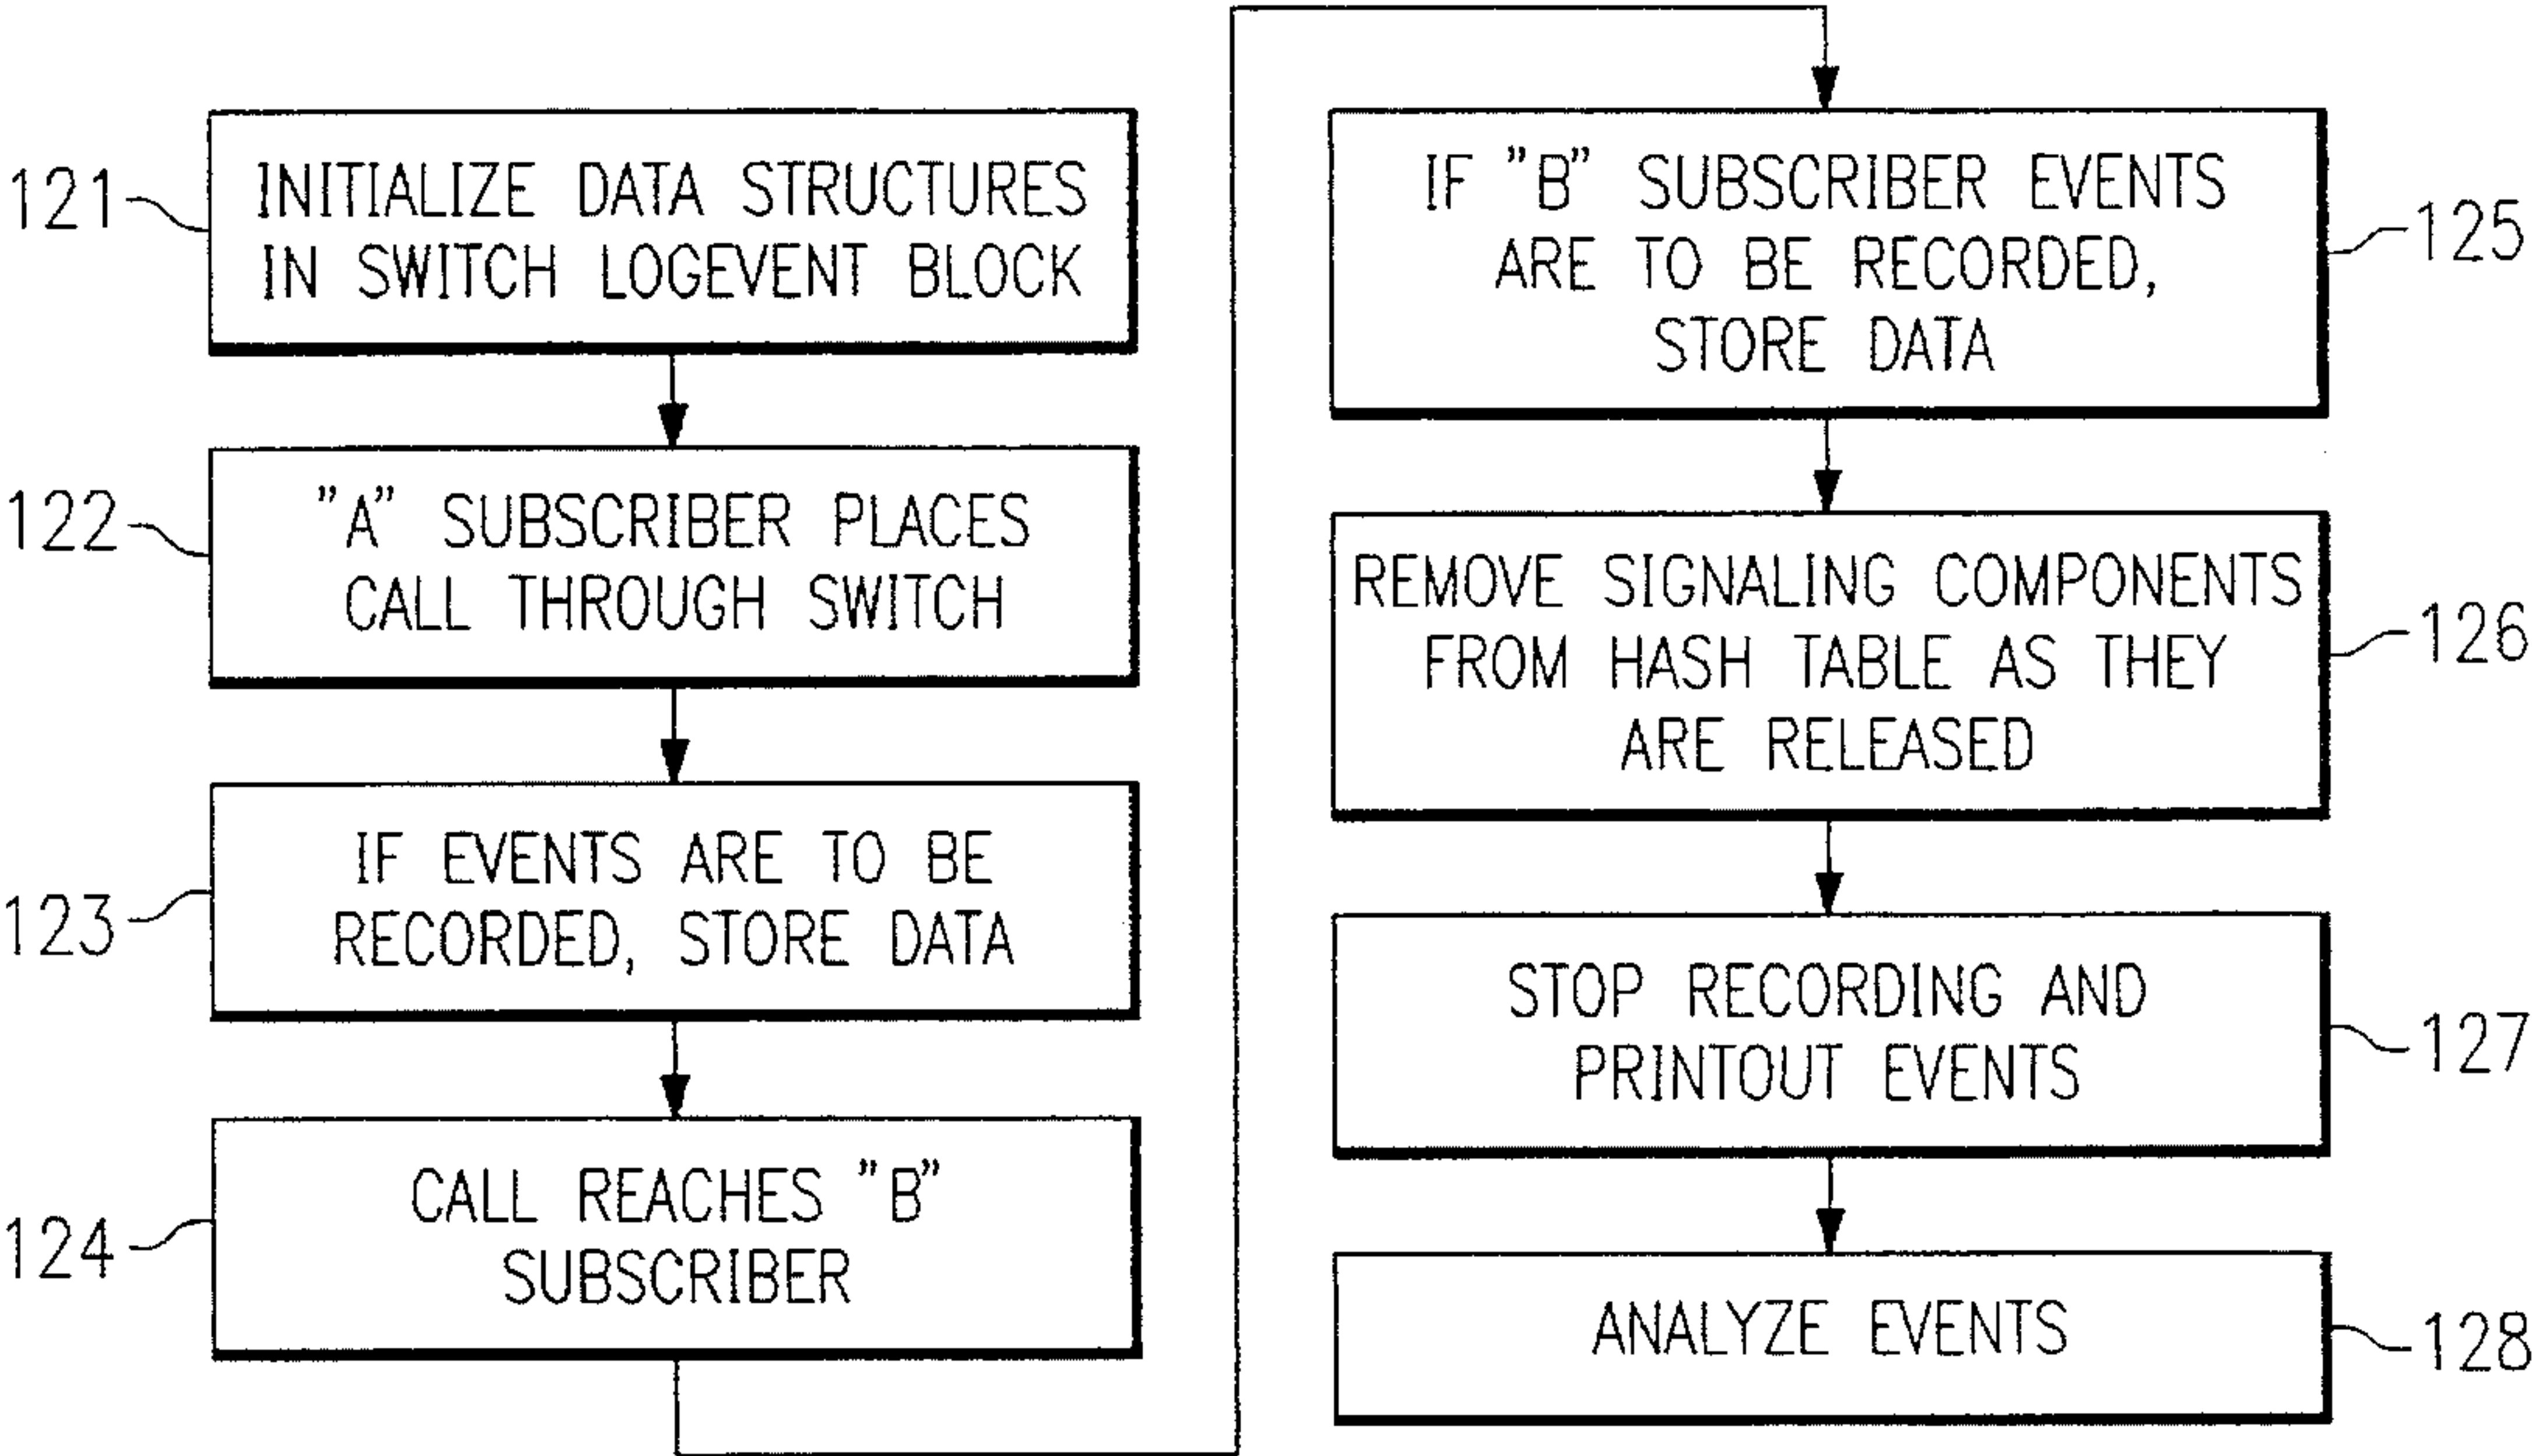 121
INITIALIZE DATA STRUCTURES
IN SWITCH LOGEVENT BLOCK
122
"A" SUBSCRIBER PLACES
CALL THROUGH SWITCH
123
IF EVENTS ARE TO BE
RECORDED, STORE DATA
124
CALL REACHES "B"
SUBSCRIBER
IF "B" SUBSCRIBER EVENTS
ARE TO BE RECORDED,
STORE DATA
125
REMOVE SIGNALING COMPONENTS
FROM HASH TABLE AS THEY
ARE RELEASED
126
STOP RECORDING AND
PRINTOUT EVENTS
127
ANALYZE EVENTS
128